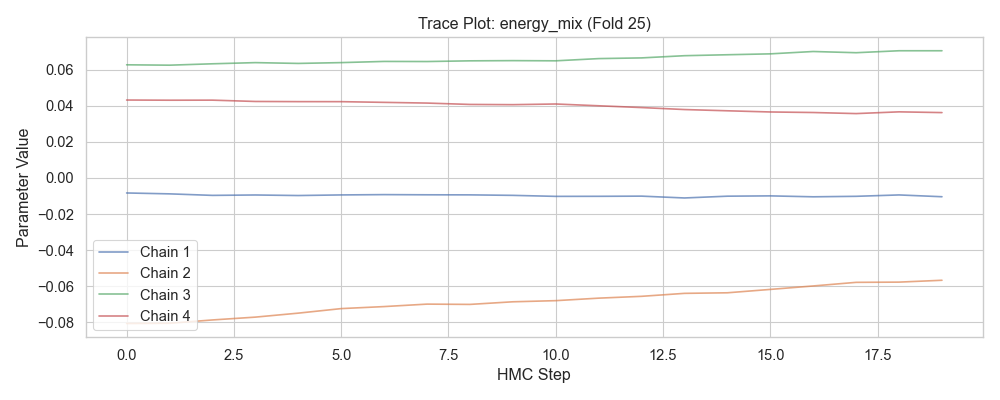 Trace Plot: energy_mix (Fold 25)
Parameter Value
0.06
0.04
0.02
0.00
−0.02
−0.04
−0.06
−0.08
Chain 1
Chain 2
Chain 3
Chain 4
0.0 2.5 5.0 7.5 10.0 12.5 15.0 17.5
HMC Step